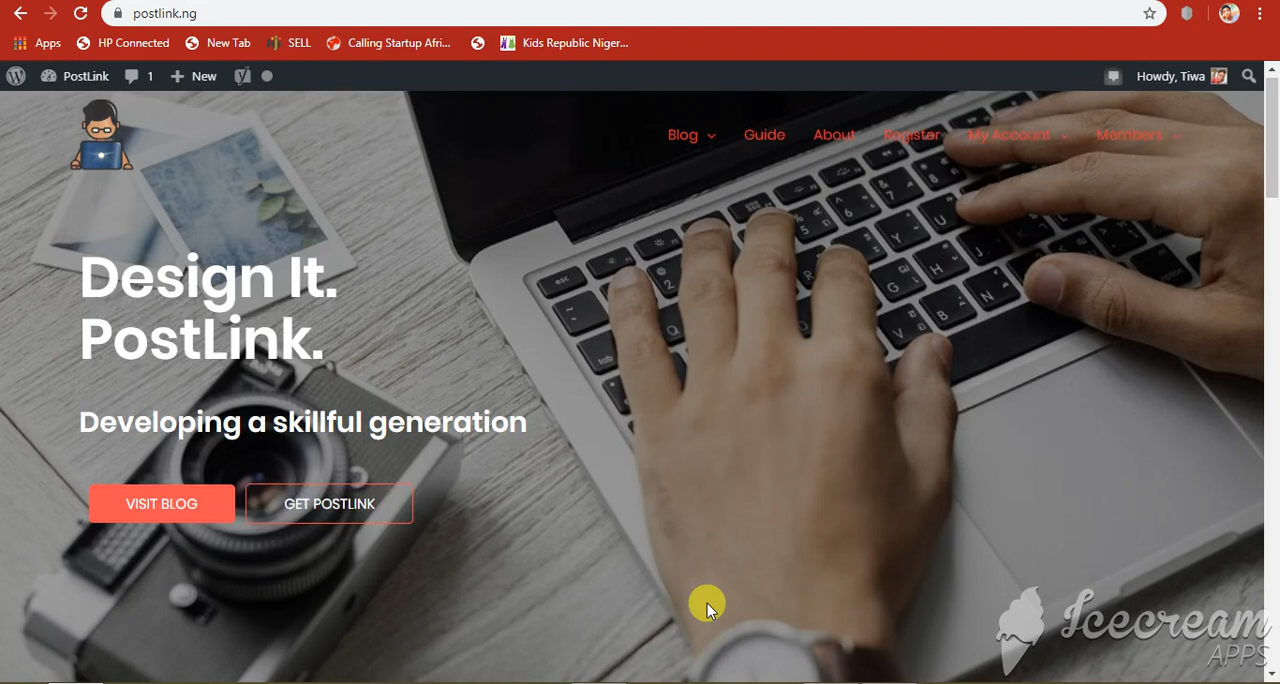 postlink.ng
Apps HP Connected New Tab SELL Calling Startup Afri... Kids Republic Niger...
PostLink 1 New Howdy, Tiwa
Blog Guide About Register My Account Members
Design It.
PostLink.
Developing a skillful generation
VISIT BLOG GET POSTLINK
esc
tab
Icecream
APPS